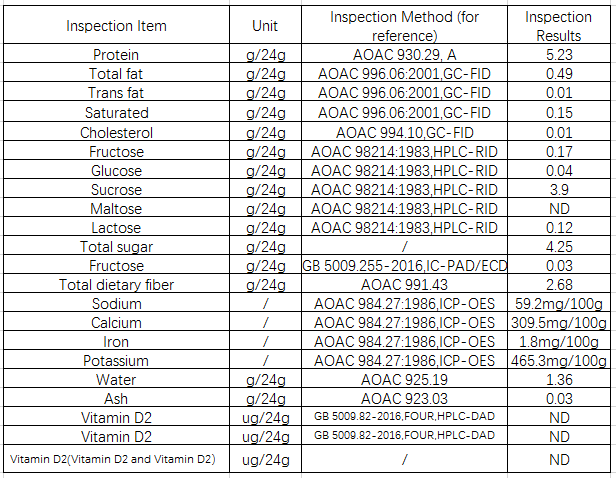 Inspection Item Unit Inspection Method (for reference) Inspection Results
Protein g/24g AOAC 930.29, A 5.23
Total fat g/24g AOAC 996.06:2001,GC-FID 0.49
Trans fat g/24g AOAC 996.06:2001,GC-FID 0.01
Saturated g/24g AOAC 996.06:2001,GC-FID 0.15
Cholesterol g/24g AOAC 994.10,GC-FID 0.01
Fructose g/24g AOAC 98214:1983,HPLC-RID 0.17
Glucose g/24g AOAC 98214:1983,HPLC-RID 0.04
Sucrose g/24g AOAC 98214:1983,HPLC-RID 3.9
Maltose g/24g AOAC 98214:1983,HPLC-RID ND
Lactose g/24g AOAC 98214:1983,HPLC-RID 0.12
Total sugar g/24g / 4.25
Fructose g/24g GB 5009.255-2016,IC-PAD/ECD 0.03
Total dietary fiber g/24g AOAC 991.43 2.68
Sodium / AOAC 984.27:1986,ICP-OES 59.2mg/100g
Calcium / AOAC 984.27:1986,ICP-OES 309.5mg/100g
Iron / AOAC 984.27:1986,ICP-OES 1.8mg/100g
Potassium / AOAC 984.27:1986,ICP-OES 465.3mg/100g
Water g/24g AOAC 925.19 1.36
Ash g/24g AOAC 923.03 0.03
Vitamin D2 ug/24g GB 5009.82-2016,FOUR,HPLC-DAD ND
Vitamin D2 ug/24g GB 5009.82-2016,FOUR,HPLC-DAD ND
Vitamin D2(Vitamin D2 and Vitamin D2) ug/24g / ND